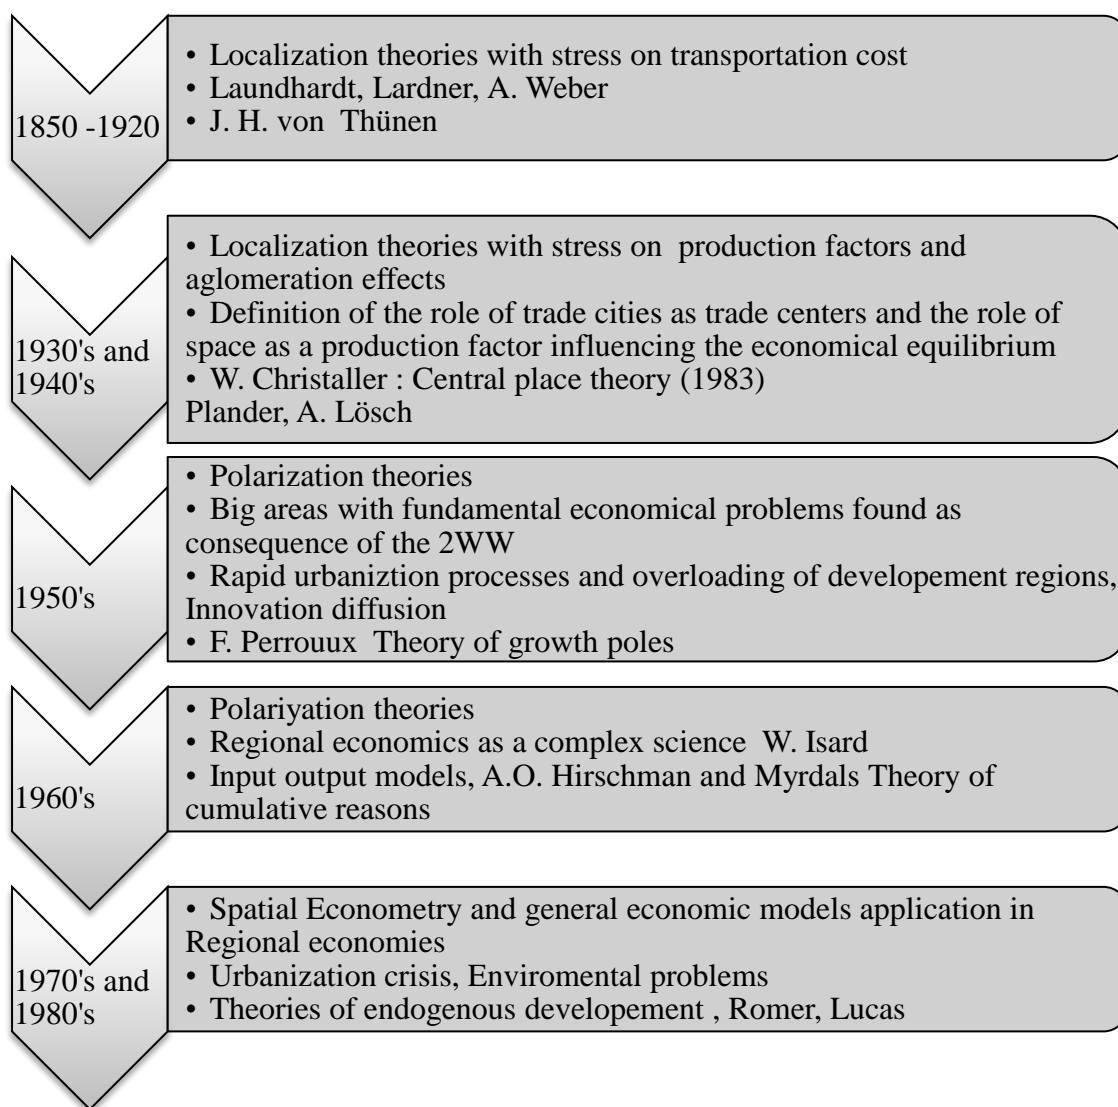 1850 -1920
• Localization theories with stress on transportation cost
• Laundhardt, Lardner, A. Weber
• J. H. von Thünen
1930's and
1940's
• Localization theories with stress on production factors and
aglomeration effects
• Definition of the role of trade cities as trade centers and the role of
space as a production factor influencing the economical equilibrium
• W. Christaller : Central place theory (1983)
Plander, A. Lösch
1950's
• Polarization theories
• Big areas with fundamental economical problems found as
consequence of the 2WW
• Rapid urbaniztion processes and overloading of developement regions,
Innovation diffusion
• F. Perrouux Theory of growth poles
1960's
• Polariyation theories
• Regional economics as a complex science W. Isard
• Input output models, A.O. Hirschman and Myrdals Theory of
cumulative reasons
1970's and
1980's
• Spatial Econometry and general economic models application in
Regional economies
• Urbanization crisis, Enviromental problems
• Theories of endogenous developement , Romer, Lucas